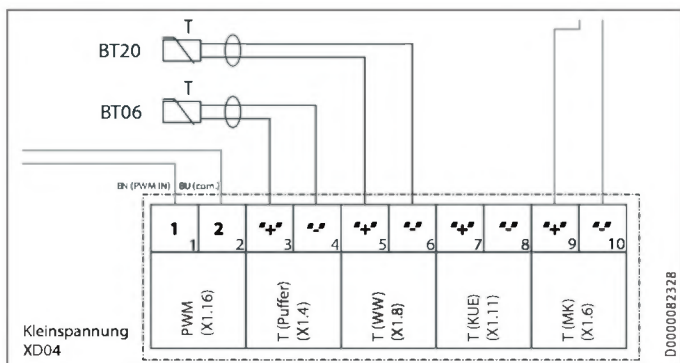 T
BT20
T
BT06
BN (PWM IN) BU (com.)
1 2 "+" "-" "+" "-" "+" "-" "+" "-"
1 2 3 4 5 6 7 8 9 10
PWM (X1.16)
T (Puffer) (X1.4)
T (WW) (X1.8)
T (KUE) (X1.11)
T (MK) (X1.6)
Kleinspannung
XD04
D0000082328